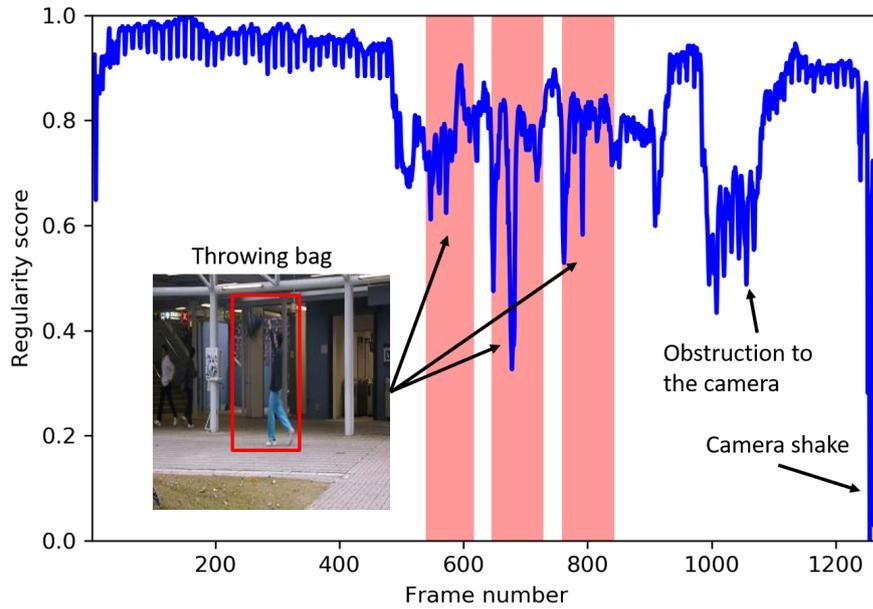 1.0
0.8
0.6
0.4
0.2
0.0
Regularity score
Throwing bag
Obstruction to
the camera
Camera shake
200
400
600
800
1000
1200
Frame number